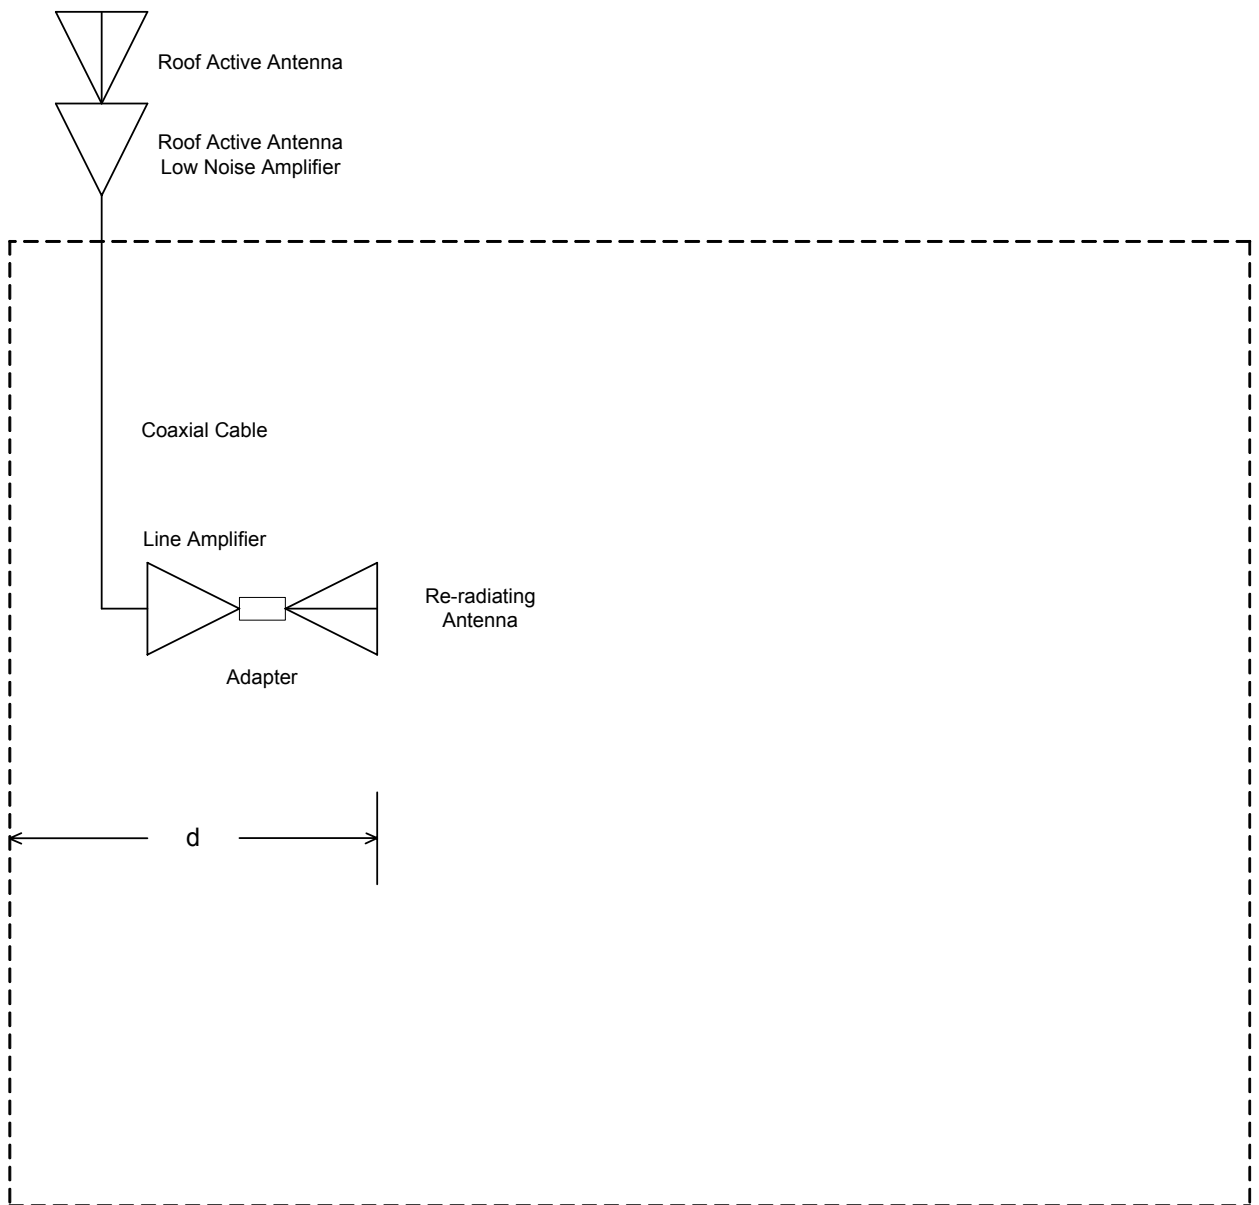 Roof Active Antenna
Roof Active Antenna
Low Noise Amplifier
Coaxial Cable
Line Amplifier
Re-radiating
Antenna
Adapter
d